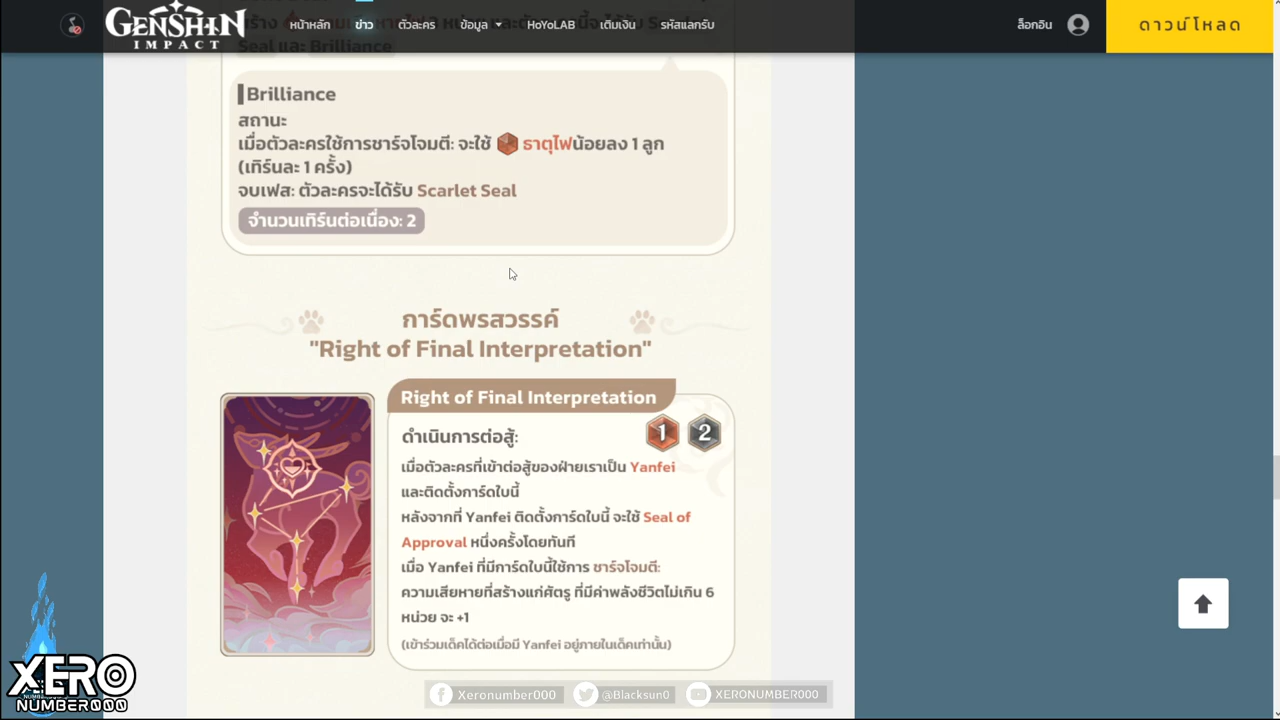 GENSHIN
IMPACT
หน้าหลัก
ข่าว
ตัวละคร
ข้อมูล
HoYoLAB
เติมเงิน
รหัสแลกรับ
ล็อกอิน
ดาวน์โหลด
Seal และ Brilliance
Brilliance
สถานะ
เมื่อตัวละครใช้การชาร์จโจมตี: จะใช้ ธาตุไฟน้อยลง 1 ลูก
(เทิร์นละ 1 ครั้ง)
จบเฟส: ตัวละครจะได้รับ Scarlet Seal
จำนวนเทิร์นต่อเนื่อง: 2
การ์ดพรสวรรค์
"Right of Final Interpretation"
Right of Final Interpretation
ดำเนินการต่อสู้: 1 2
เมื่อตัวละครที่เข้าต่อสู้ของฝ่ายเราเป็น Yanfei
และติดตั้งการ์ดใบนี้
หลังจากที่ Yanfei ติดตั้งการ์ดใบนี้ จะใช้ Seal of
Approval หนึ่งครั้งโดยทันที
เมื่อ Yanfei ที่มีการ์ดใบนี้ใช้การ ชาร์จโจมตี:
ความเสียหายที่สร้างแก่ศัตรู ที่มีค่าพลังชีวิตไม่เกิน 6
หน่วย จะ +1
(เข้าร่วมเด็คได้ต่อเมื่อมี Yanfei อยู่ภายในเด็คเท่านั้น)
XERO
NUMBER000
Xeronumber000
@Blacksun0
XERONUMBER000